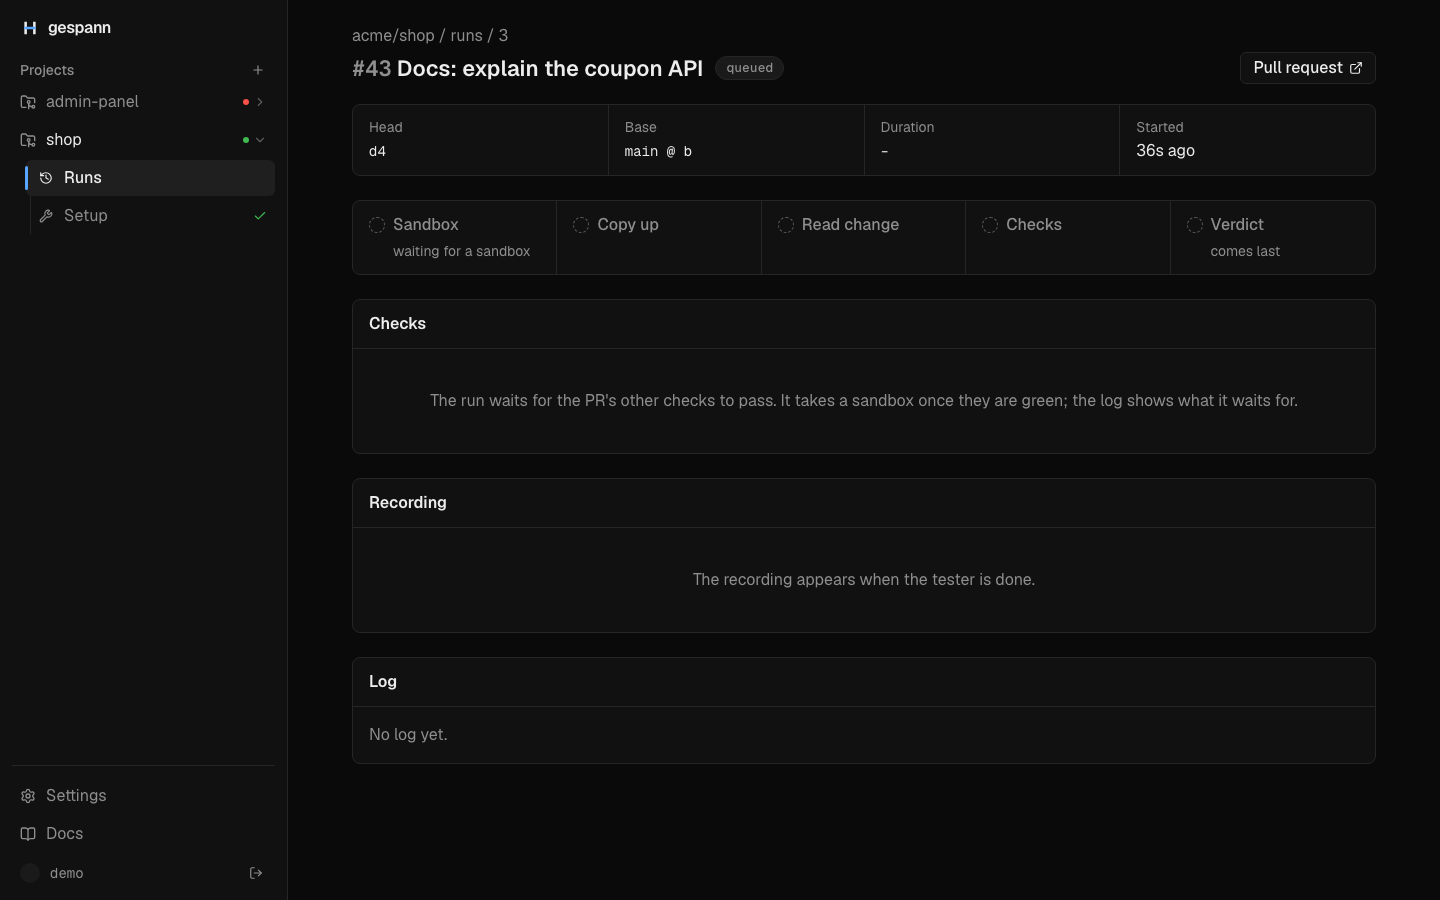 gespann
Projects
admin-panel
shop
Runs
Setup
Settings
Docs
demo
acme/shop / runs / 3
#43 Docs: explain the coupon API
queued
Pull request
Head
d4
Base
main @ b
Duration
-
Started
36s ago
Sandbox
waiting for a sandbox
Copy up
Read change
Checks
Verdict
comes last
Checks
The run waits for the PR's other checks to pass. It takes a sandbox once they are green; the log shows what it waits for.
Recording
The recording appears when the tester is done.
Log
No log yet.